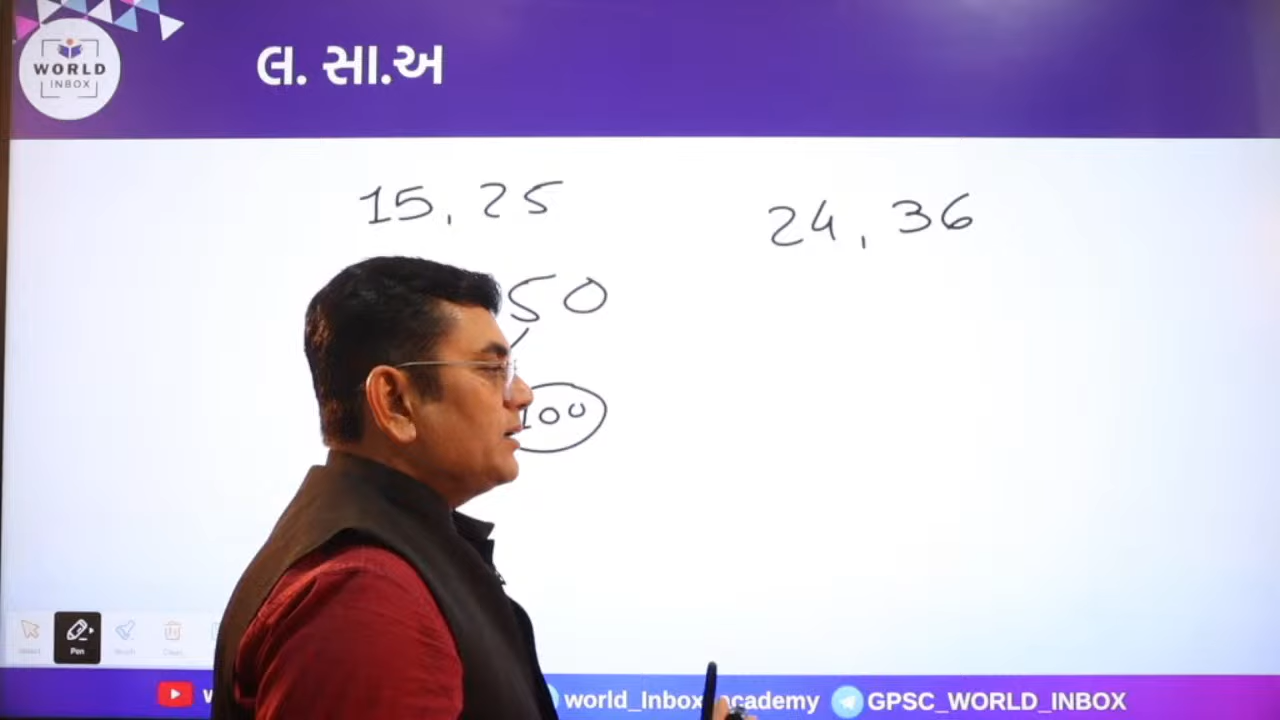 WORLD
INBOX
લ. સા.અ
15, 25
24, 36
50
100
Pen
world_Inbox academy
GPSC_WORLD_INBOX